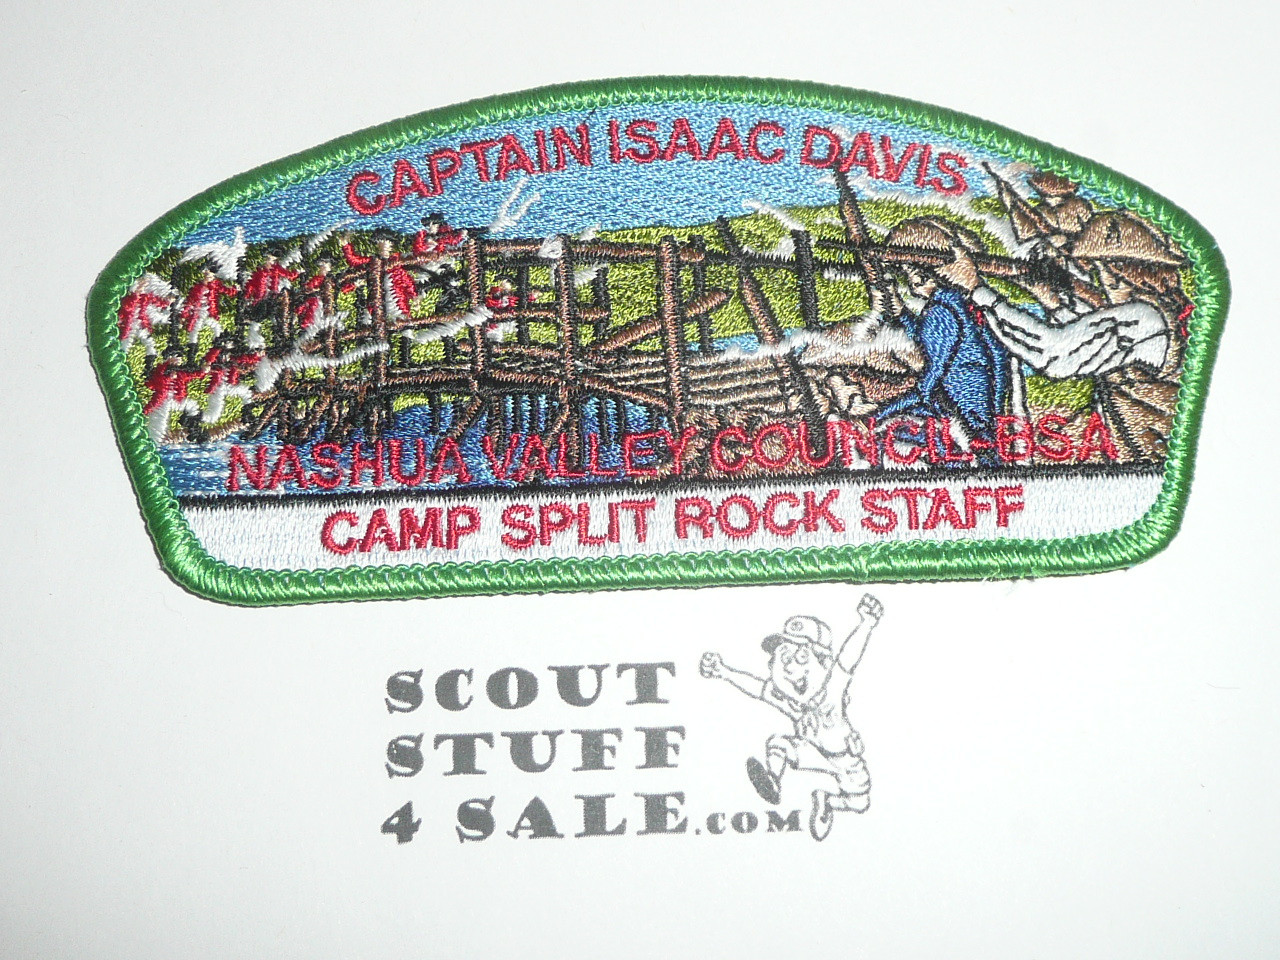 CAPTAIN ISAAC DAVIS
NASHUA VALLEY COUNCIL-BSA
CAMP SPLIT ROCK STAFF
SCOUT
STUFF
4 SALE.COM